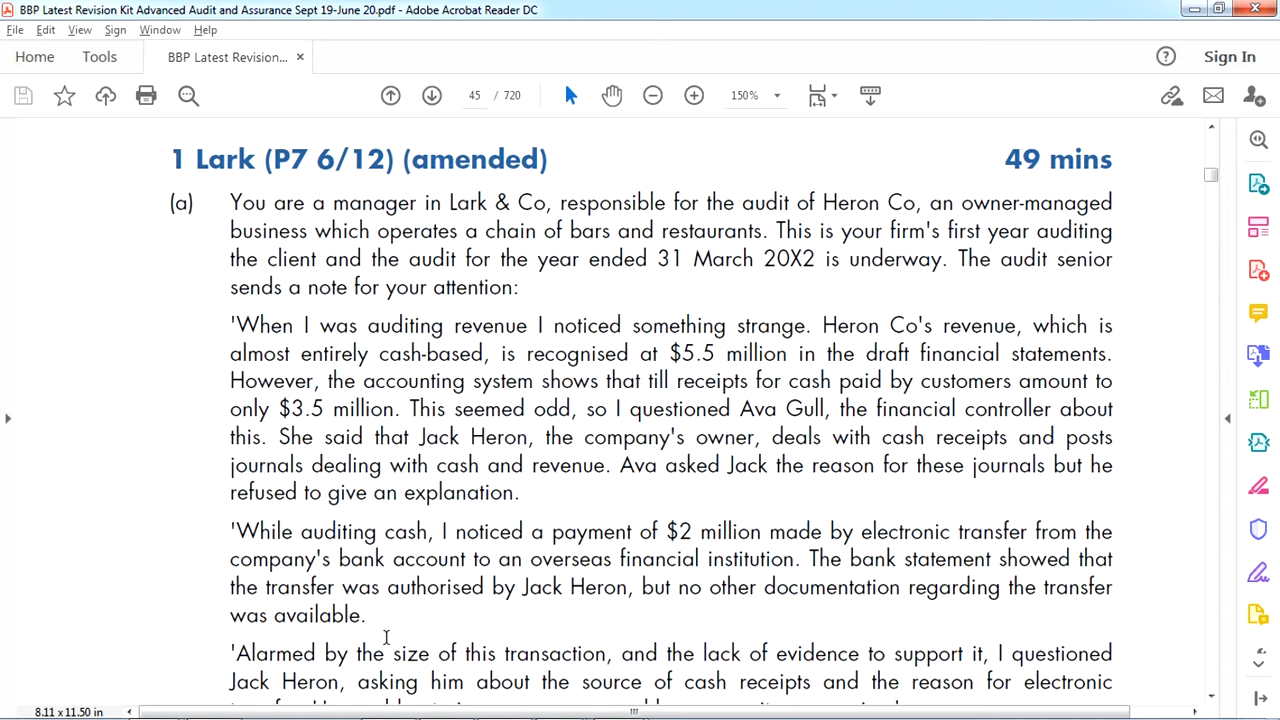 BBP Latest Revision Kit Advanced Audit and Assurance Sept 19-June 20.pdf - Adobe Acrobat Reader DC
File Edit View Sign Window Help
Home Tools BBP Latest Revision... × Sign In
45 / 720 150%
1 Lark (P7 6/12) (amended) 49 mins
(a) You are a manager in Lark & Co, responsible for the audit of Heron Co, an owner-managed
business which operates a chain of bars and restaurants. This is your firm's first year auditing
the client and the audit for the year ended 31 March 20X2 is underway. The audit senior
sends a note for your attention:
'When I was auditing revenue I noticed something strange. Heron Co's revenue, which is
almost entirely cash-based, is recognised at $5.5 million in the draft financial statements.
However, the accounting system shows that till receipts for cash paid by customers amount to
only $3.5 million. This seemed odd, so I questioned Ava Gull, the financial controller about
this. She said that Jack Heron, the company's owner, deals with cash receipts and posts
journals dealing with cash and revenue. Ava asked Jack the reason for these journals but he
refused to give an explanation.
'While auditing cash, I noticed a payment of $2 million made by electronic transfer from the
company's bank account to an overseas financial institution. The bank statement showed that
the transfer was authorised by Jack Heron, but no other documentation regarding the transfer
was available.
'Alarmed by the size of this transaction, and the lack of evidence to support it, I questioned
Jack Heron, asking him about the source of cash receipts and the reason for electronic
8.11 x 11.50 in